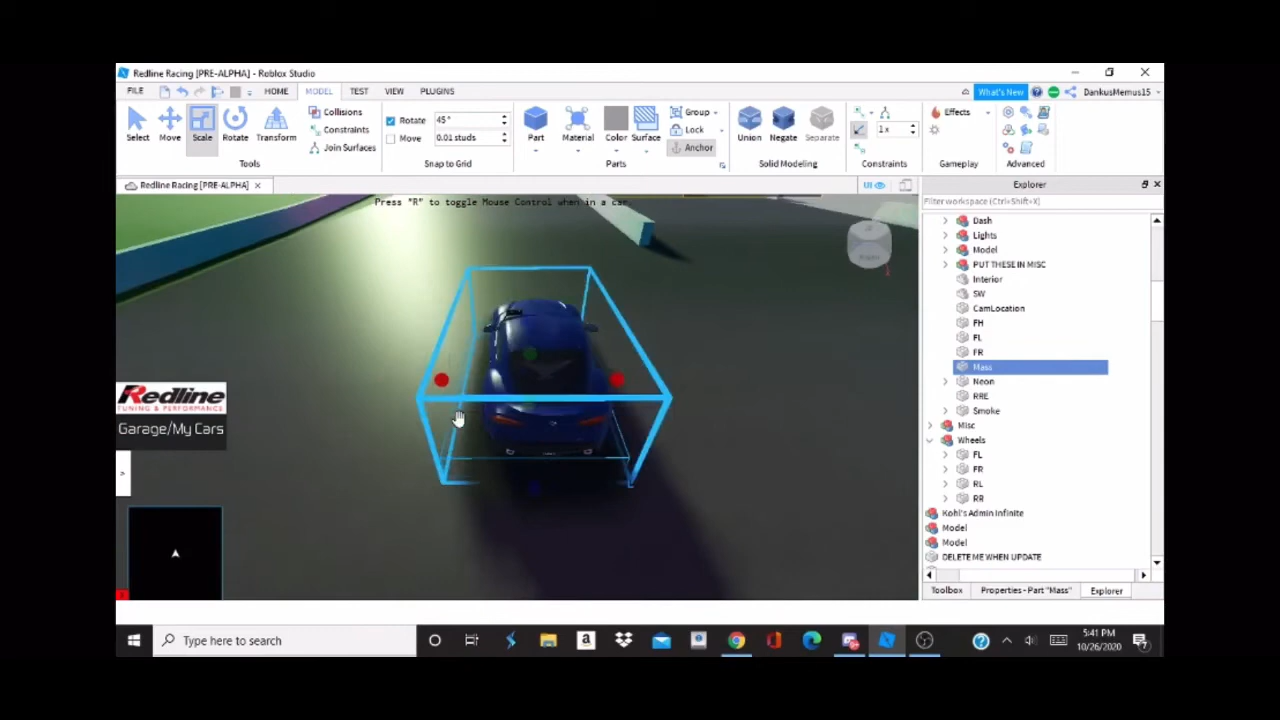 Redline Racing [PRE-ALPHA] - Roblox Studio
FILE HOME MODEL TEST VIEW PLUGINS What's New DankusMemus15
Select Move Scale Rotate Transform
Collisions
Constraints
Join Surfaces
Tools
Rotate 45°
Move 0.01 studs
Snap to Grid
Part Material Color Surface
Group
Lock
Anchor
Parts
Union Negate Separate
Solid Modeling
1 x
Constraints
Effects
Gameplay
Advanced
Redline Racing [PRE-ALPHA] ×
UI
Press "R" to toggle Mouse Control when in a car
Redline
TUNING & PERFORMANCE
Garage/My Cars
>
Explorer
Filter workspace (Ctrl+Shift+X)
Dash
Lights
Model
PUT THESE IN MISC
Interior
SW
CamLocation
FH
FL
FR
Mass
Neon
RRE
Smoke
Misc
Wheels
FL
FR
RL
RR
Kohl's Admin Infinite
Model
Model
DELETE ME WHEN UPDATE
Toolbox Properties - Part "Mass" Explorer
Type here to search
5:41 PM
10/26/2020